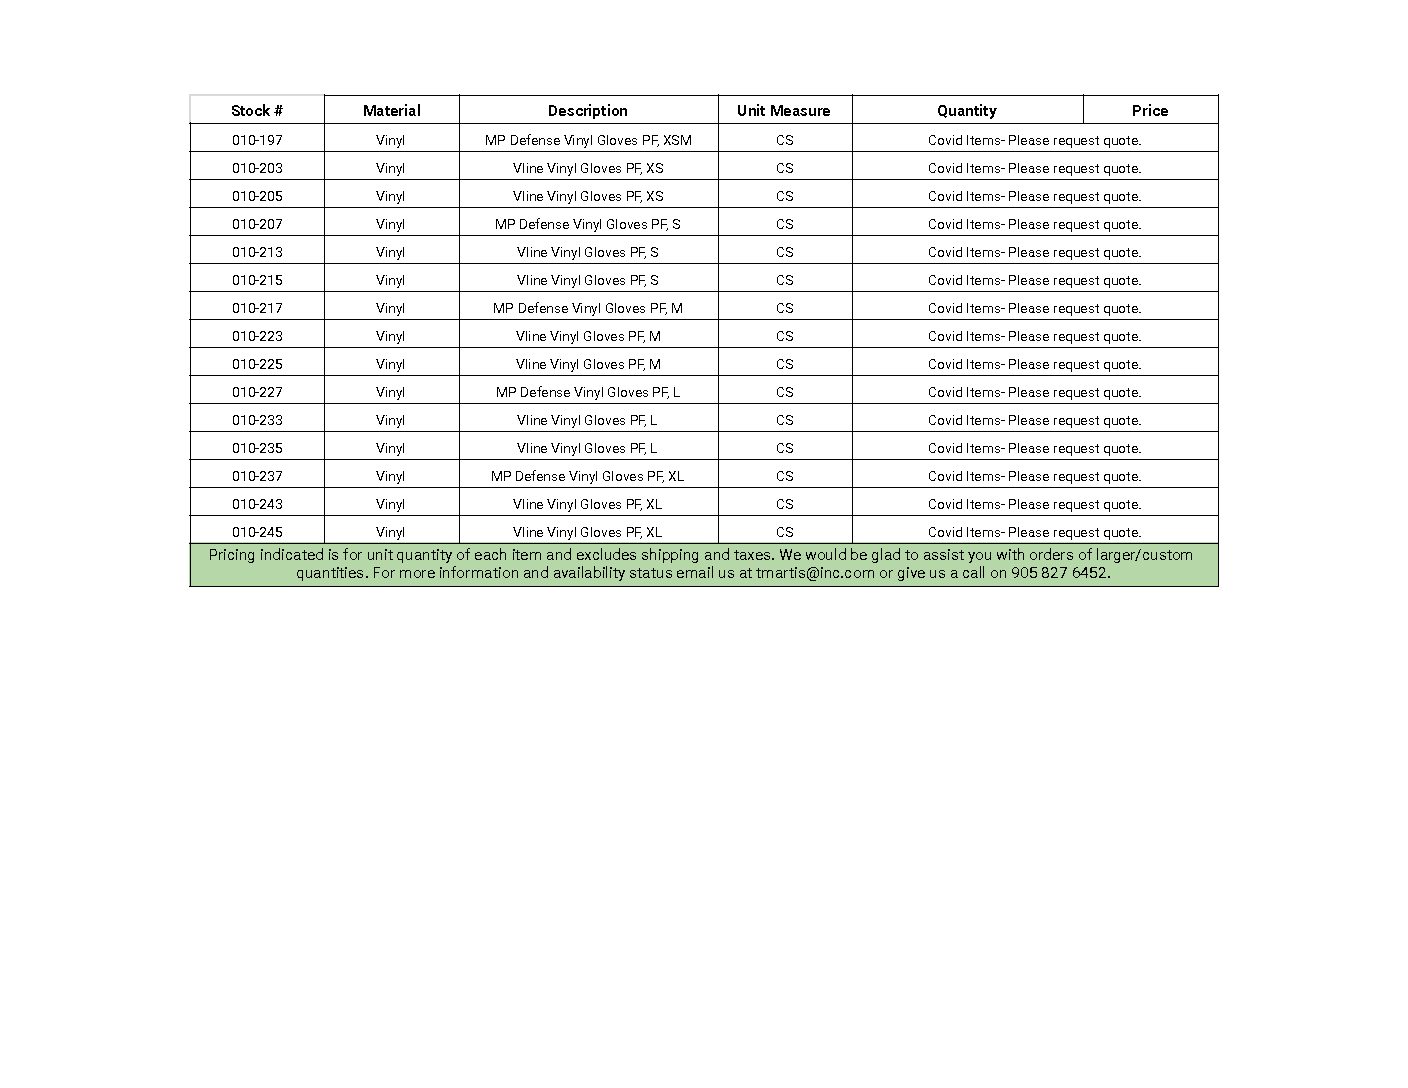 Stock # Material Description Unit Measure Quantity Price
010-197 Vinyl MP Defense Vinyl Gloves PF, XSM CS Covid Items- Please request quote.
010-203 Vinyl Vline Vinyl Gloves PF, XS CS Covid Items- Please request quote.
010-205 Vinyl Vline Vinyl Gloves PF, XS CS Covid Items- Please request quote.
010-207 Vinyl MP Defense Vinyl Gloves PF, S CS Covid Items- Please request quote.
010-213 Vinyl Vline Vinyl Gloves PF, S CS Covid Items- Please request quote.
010-215 Vinyl Vline Vinyl Gloves PF, S CS Covid Items- Please request quote.
010-217 Vinyl MP Defense Vinyl Gloves PF, M CS Covid Items- Please request quote.
010-223 Vinyl Vline Vinyl Gloves PF, M CS Covid Items- Please request quote.
010-225 Vinyl Vline Vinyl Gloves PF, M CS Covid Items- Please request quote.
010-227 Vinyl MP Defense Vinyl Gloves PF, L CS Covid Items- Please request quote.
010-233 Vinyl Vline Vinyl Gloves PF, L CS Covid Items- Please request quote.
010-235 Vinyl Vline Vinyl Gloves PF, L CS Covid Items- Please request quote.
010-237 Vinyl MP Defense Vinyl Gloves PF, XL CS Covid Items- Please request quote.
010-243 Vinyl Vline Vinyl Gloves PF, XL CS Covid Items- Please request quote.
010-245 Vinyl Vline Vinyl Gloves PF, XL CS Covid Items- Please request quote.
Pricing indicated is for unit quantity of each item and excludes shipping and taxes. We would be glad to assist you with orders of larger/custom
quantities. For more information and availability status email us at tmartis@inc.com or give us a call on 905 827 6452.